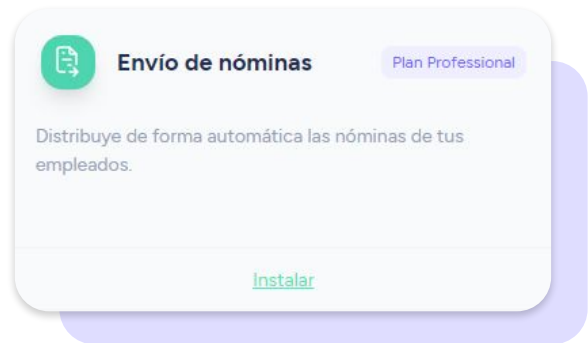 Envío de nóminas
Plan Professional
Distribuye de forma automática las nóminas de tus
empleados.
Instalar